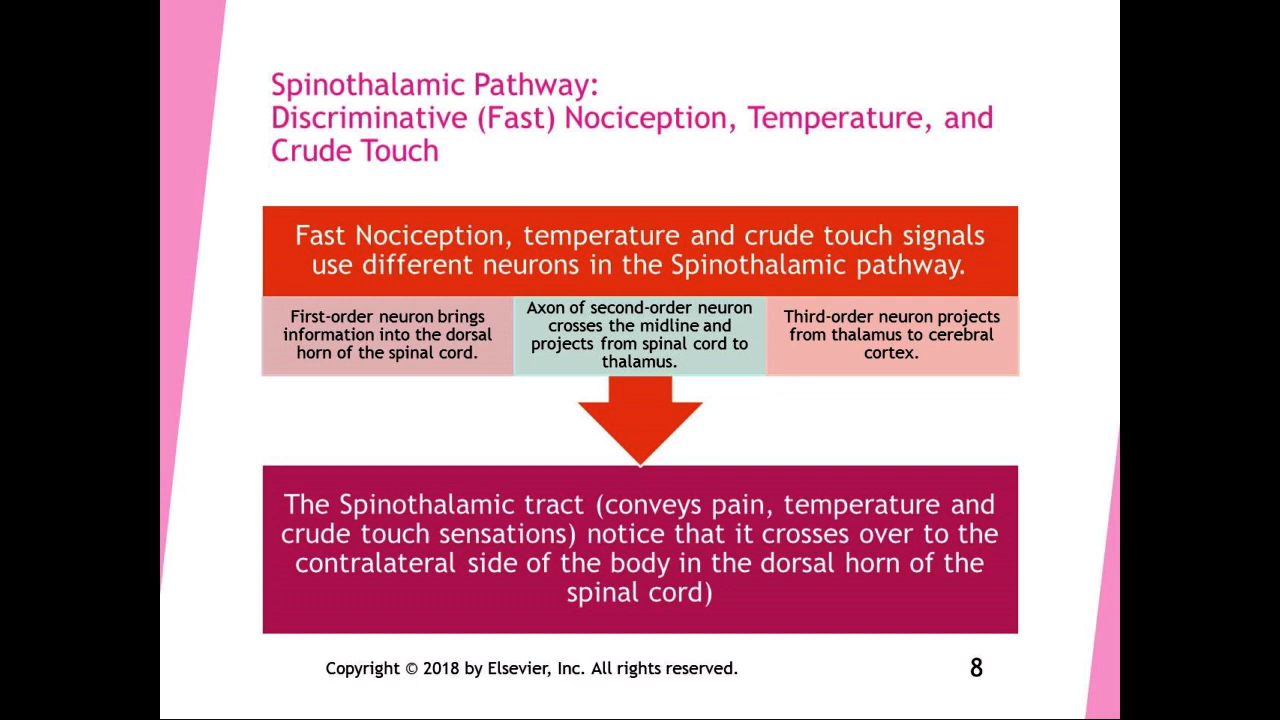 Spinothalamic Pathway:
Discriminative (Fast) Nociception, Temperature, and
Crude Touch
Fast Nociception, temperature and crude touch signals
use different neurons in the Spinothalamic pathway.
First-order neuron brings
information into the dorsal
horn of the spinal cord.
Axon of second-order neuron
crosses the midline and
projects from spinal cord to
thalamus.
Third-order neuron projects
from thalamus to cerebral
cortex.
The Spinothalamic tract (conveys pain, temperature and
crude touch sensations) notice that it crosses over to the
contralateral side of the body in the dorsal horn of the
spinal cord)
Copyright © 2018 by Elsevier, Inc. All rights reserved.
8